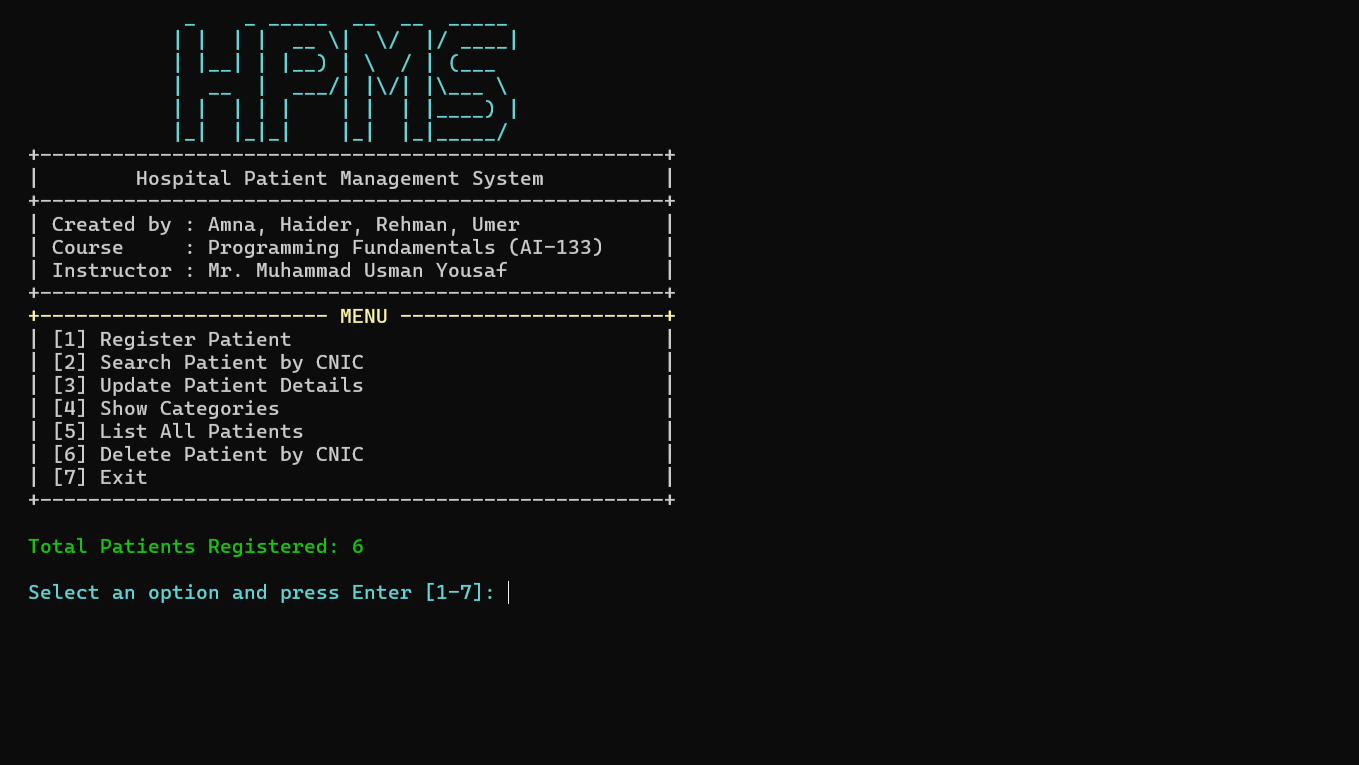 HPMS
Hospital Patient Management System
Created by : Amna, Haider, Rehman, Umer
Course     : Programming Fundamentals (AI-133)
Instructor : Mr. Muhammad Usman Yousaf
MENU
[1] Register Patient
[2] Search Patient by CNIC
[3] Update Patient Details
[4] Show Categories
[5] List All Patients
[6] Delete Patient by CNIC
[7] Exit
Total Patients Registered: 6
Select an option and press Enter [1-7]: